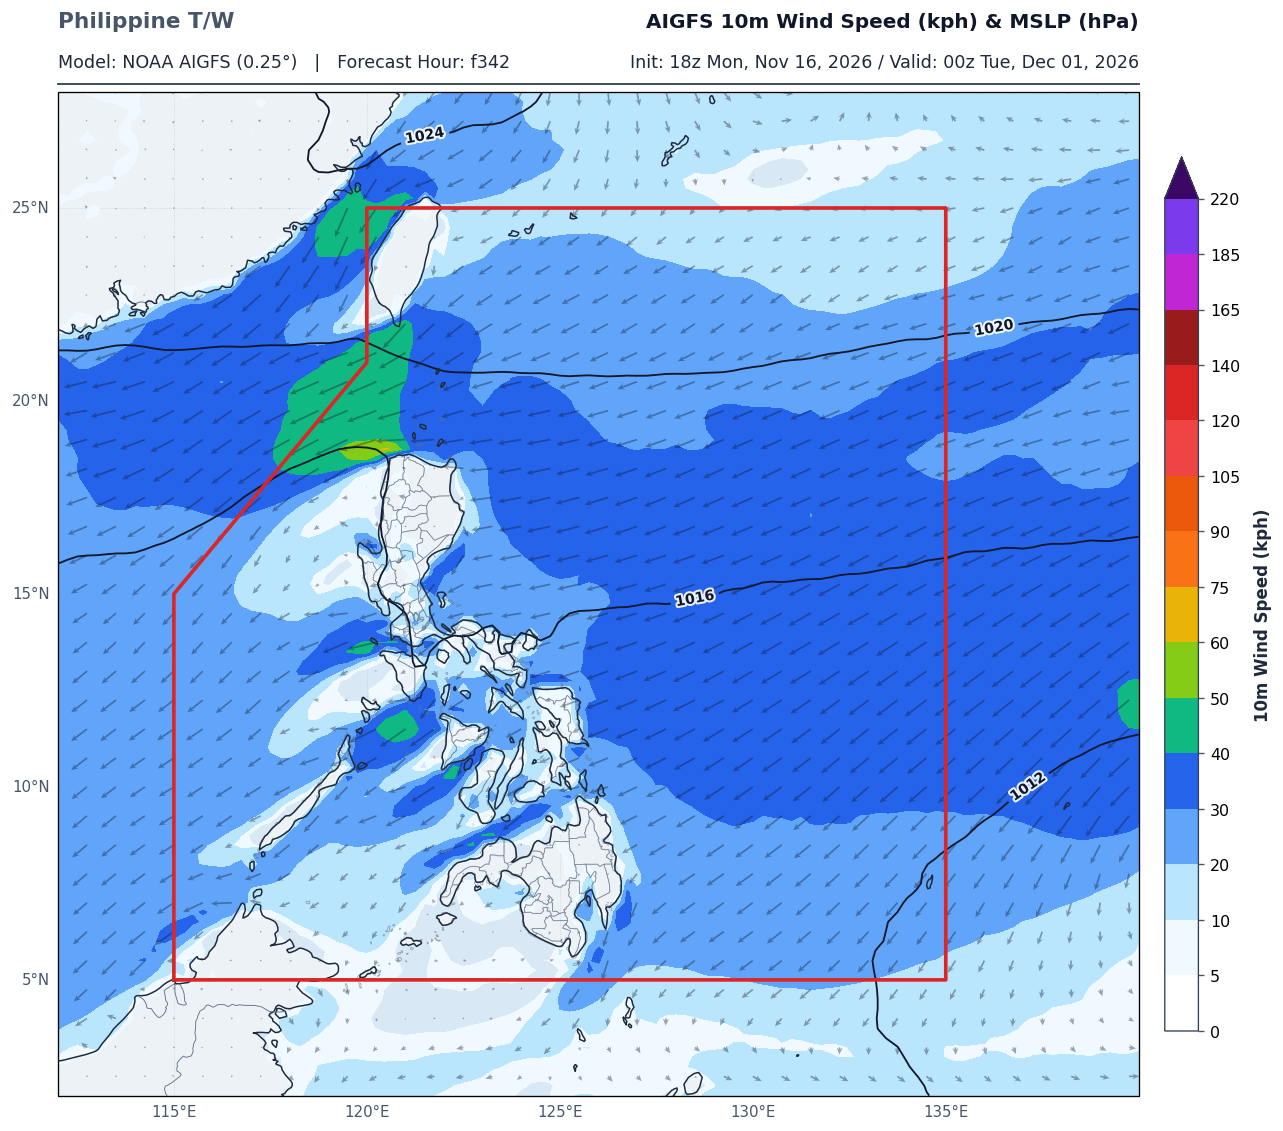 Philippine T/W
AIGFS 10m Wind Speed (kph) & MSLP (hPa)
Model: NOAA AIGFS (0.25°) | Forecast Hour: f342
Init: 18z Mon, Nov 16, 2026 / Valid: 00z Tue, Dec 01, 2026
1024
1020
1016
1012
25°N
20°N
15°N
10°N
5°N
115°E
120°E
125°E
130°E
135°E
220
185
165
140
120
105
90
75
60
50
40
30
20
10
5
0
10m Wind Speed (kph)